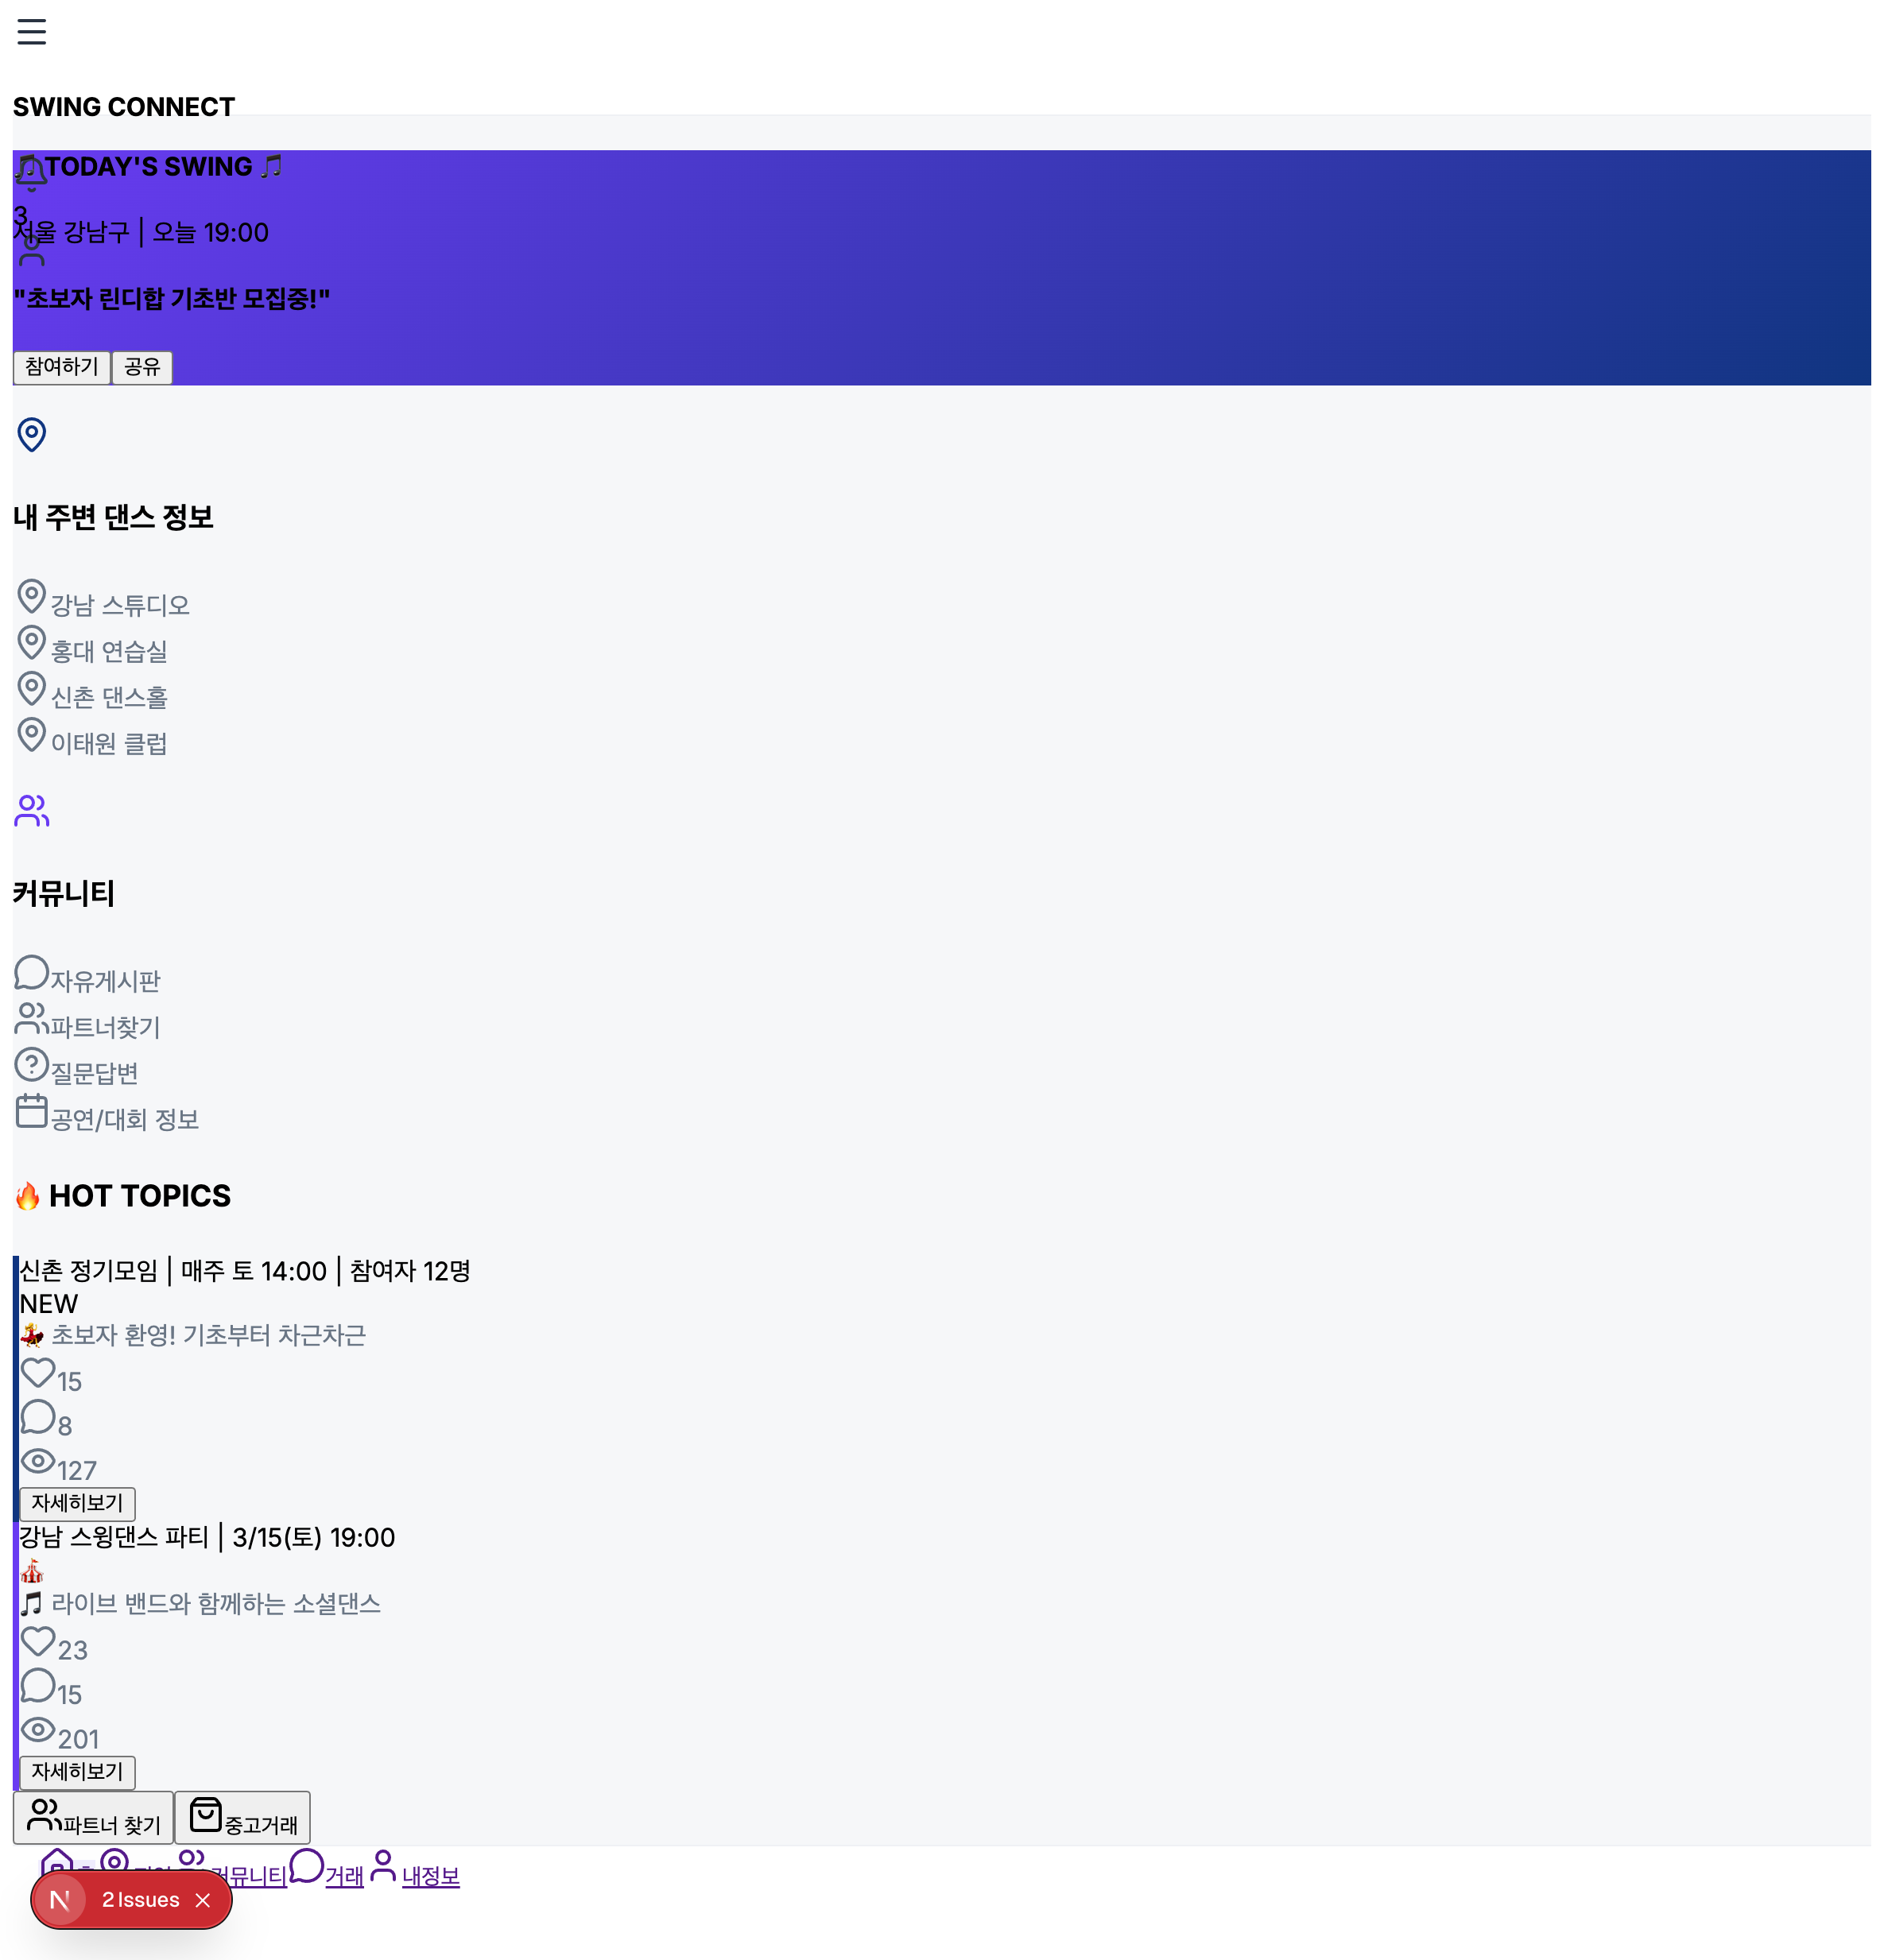 SWING CONNECT
🎵 TODAY'S SWING 🎵
3
서울 강남구 | 오늘 19:00
"초보자 린디합 기초반 모집중!"
참여하기 공유
내 주변 댄스 정보
강남 스튜디오
홍대 연습실
신촌 댄스홀
이태원 클럽
커뮤니티
자유게시판
파트너찾기
질문답변
공연/대회 정보
🔥 HOT TOPICS
신촌 정기모임 | 매주 토 14:00 | 참여자 12명
NEW
💃 초보자 환영! 기초부터 차근차근
15
8
127
자세히보기
강남 스윙댄스 파티 | 3/15(토) 19:00
🎪
🎵 라이브 밴드와 함께하는 소셜댄스
23
15
201
자세히보기
파트너 찾기 중고거래
커뮤니티 거래 내정보
N 2 Issues